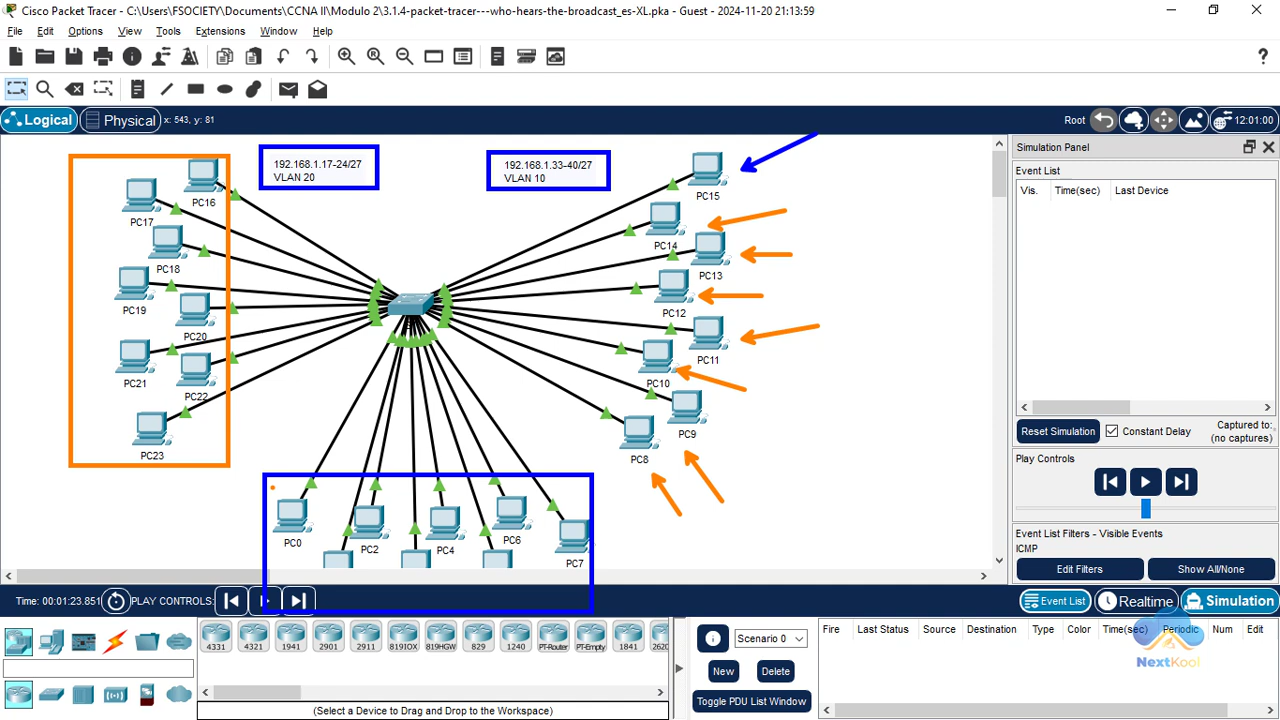 Cisco Packet Tracer - C:\Users\FSOCIETY\Documents\CCNA II\Modulo 2\3.1.4-packet-tracer---who-hears-the-broadcast_es-XL.pka - Guest - 2024-11-20 21:13:59
File Edit Options View Tools Extensions Window Help
Logical Physical x: 543, y: 81 Root 12:01:00
192.168.1.17-24/27
VLAN 20
192.168.1.33-40/27
VLAN 10
PC16
PC17
PC18
PC19
PC20
PC21
PC22
PC23
PC15
PC14
PC13
PC12
PC11
PC10
PC9
PC8
PC0
PC2
PC4
PC6
PC7
Simulation Panel
Event List
Vis. Time(sec) Last Device
Reset Simulation Constant Delay Captured to:
(no captures)
Play Controls
Event List Filters - Visible Events
ICMP
Edit Filters Show All/None
Time: 00:01:23.851 PLAY CONTROLS: Event List Realtime Simulation
4331 4321 1941 2901 2911 819IOX 819HGW 829 1240 PT-Router PT-Empty 1841 2620
(Select a Device to Drag and Drop to the Workspace)
Scenario 0
New Delete
Toggle PDU List Window
Fire Last Status Source Destination Type Color Time(sec) Periodic Num Edit
NextKool